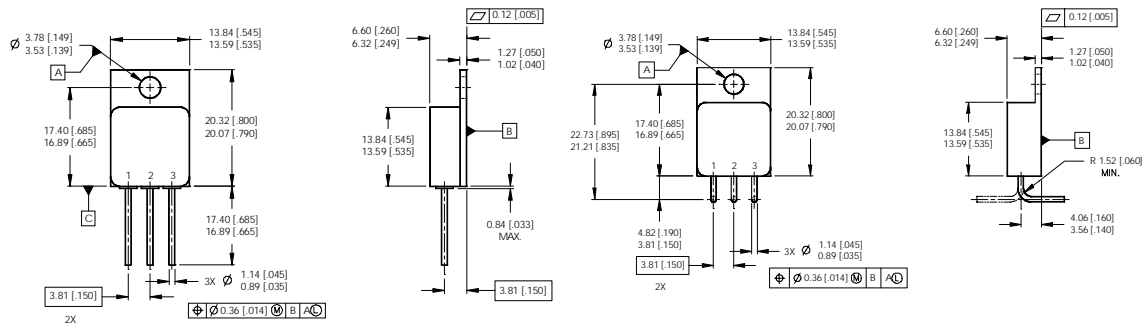 0.12 [.005]
6.60 [.260]
6.32 [.249]
13.84 [.545]
13.59 [.535]
Ø 3.78 [.149]
3.53 [.139]
1.27 [.050]
1.02 [.040]
A
17.40 [.685]
16.89 [.665]
20.32 [.800]
20.07 [.790]
13.84 [.545]
13.59 [.535]
B
1 2 3
C
17.40 [.685]
16.89 [.665]
0.84 [.033]
MAX.
3X Ø 1.14 [.045]
0.89 [.035]
3.81 [.150]
2X
3.81 [.150]
⌖ Ø 0.36 [.014] Ⓜ B A Ⓛ
0.12 [.005]
6.60 [.260]
6.32 [.249]
13.84 [.545]
13.59 [.535]
Ø 3.78 [.149]
3.53 [.139]
1.27 [.050]
1.02 [.040]
A
22.73 [.895]
21.21 [.835]
17.40 [.685]
16.89 [.665]
20.32 [.800]
20.07 [.790]
13.84 [.545]
13.59 [.535]
B
1 2 3
R 1.52 [.060]
MIN.
4.82 [.190]
3.81 [.150]
4.06 [.160]
3.56 [.140]
3X Ø 1.14 [.045]
0.89 [.035]
3.81 [.150]
2X
⌖ Ø 0.36 [.014] Ⓜ B A Ⓛ